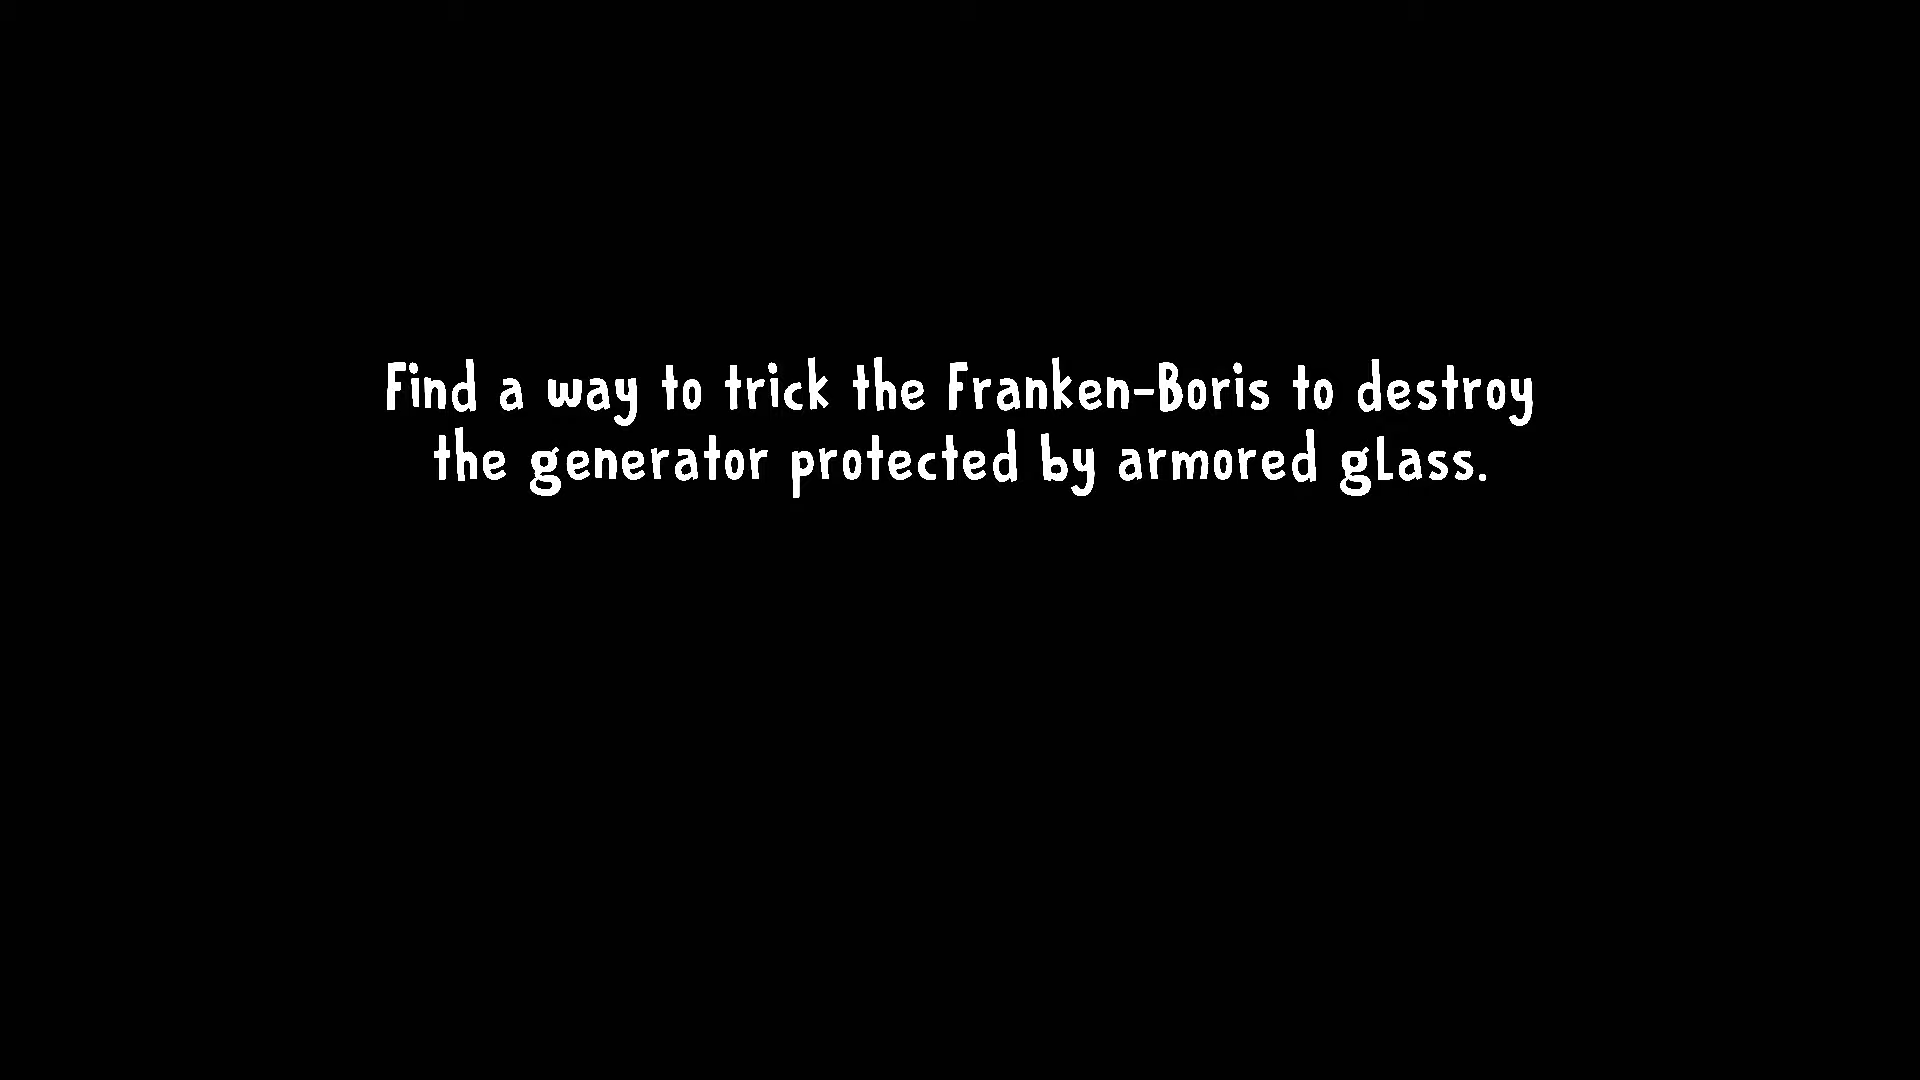 Find a way to trick the Franken-Boris to destroy
the generator protected by armored glass.